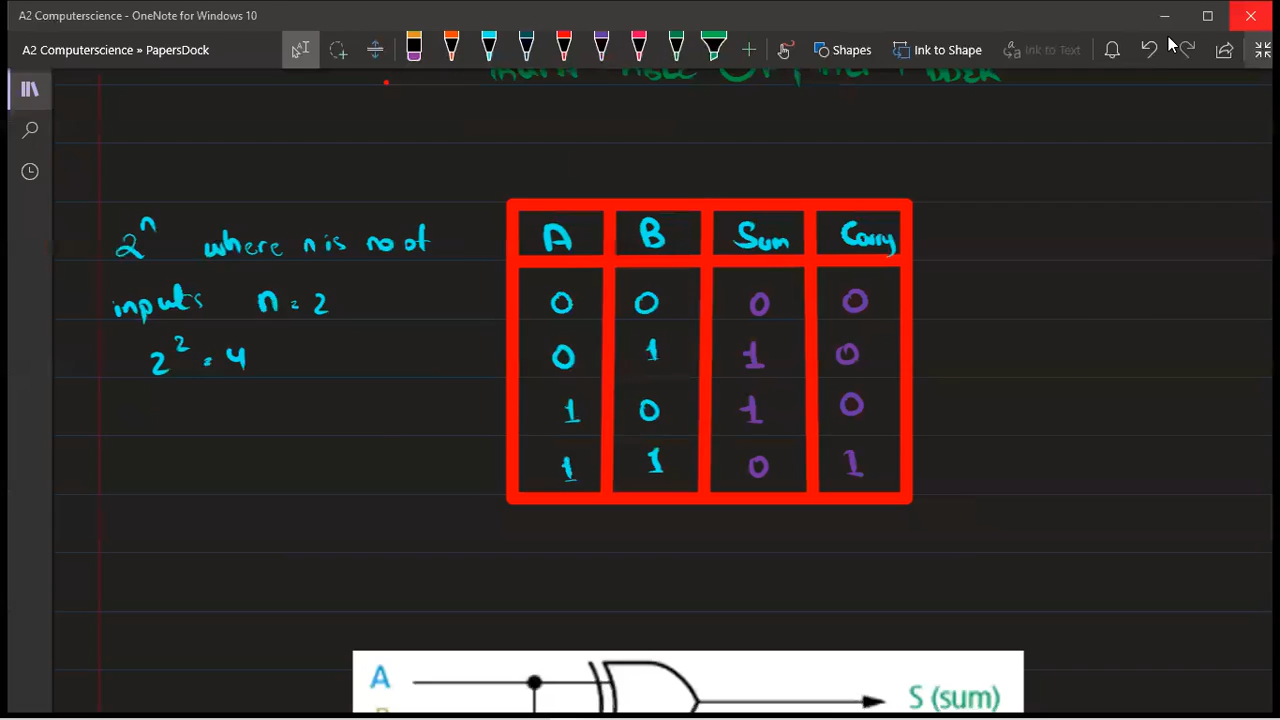 A2 Computerscience - OneNote for Windows 10
A2 Computerscience » PapersDock
Shapes
Ink to Shape
Ink to Text
2^n where n is no of
inputs n = 2
2^2 = 4
A B Sum Carry
0 0 0 0
0 1 1 0
1 0 1 0
1 1 0 1
A
S (sum)